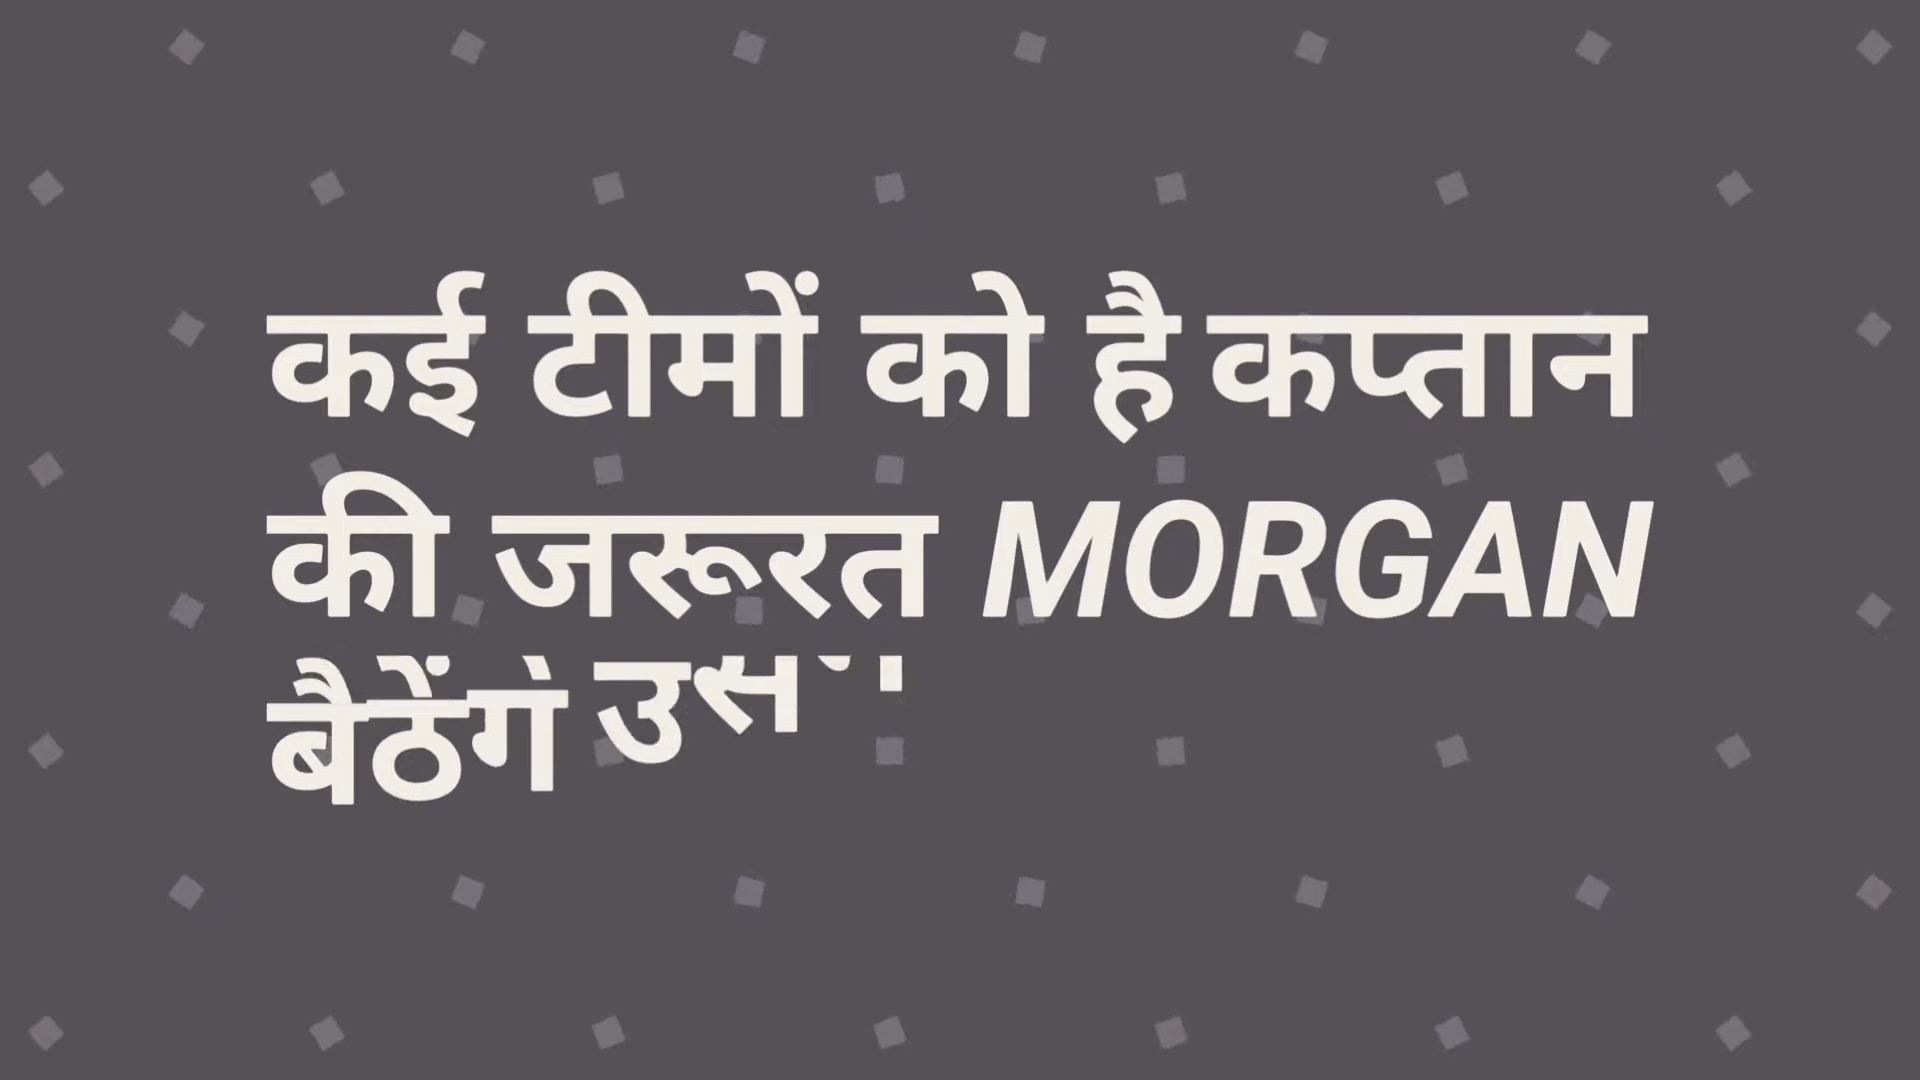 कई टीमों को है कप्तान
की जरूरत MORGAN
बैठेंगे